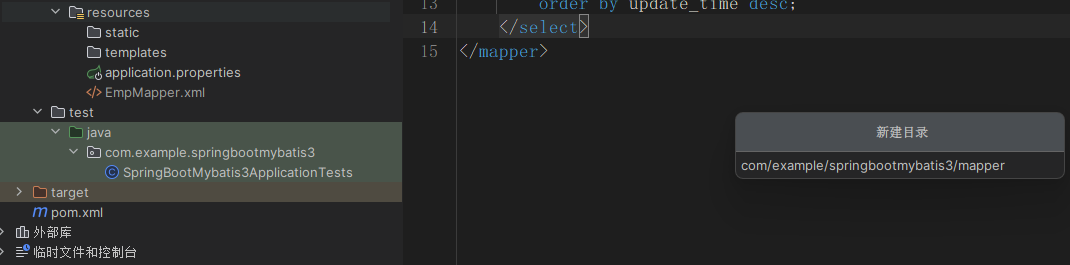 resources
static
templates
application.properties
EmpMapper.xml
test
java
com.example.springbootmybatis3
SpringBootMybatis3ApplicationTests
target
pom.xml
外部库
临时文件和控制台
13 order by update_time desc;
14 </select>
15 </mapper>
新建目录
com/example/springbootmybatis3/mapper